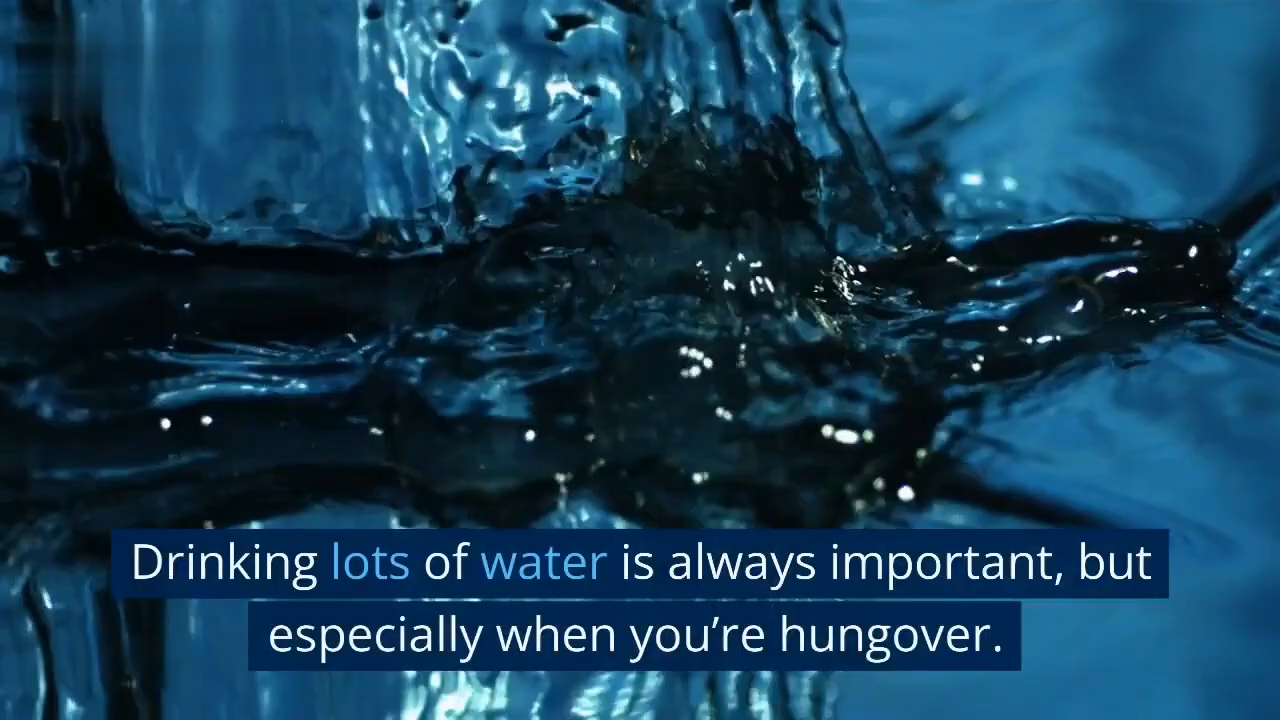 Drinking lots of water is always important, but
especially when you’re hungover.